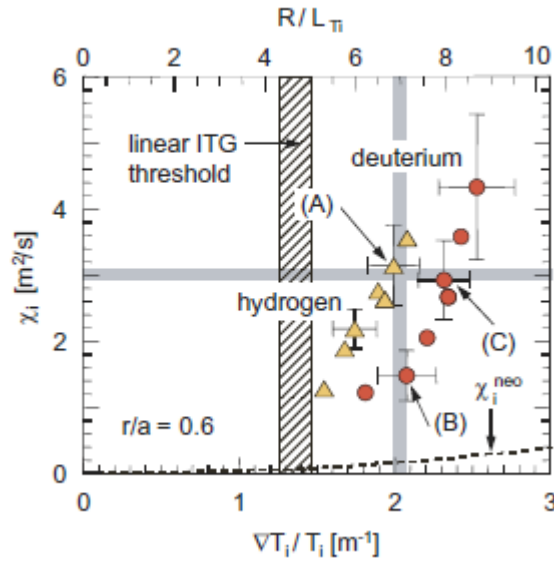 R/L_Ti
0 2 4 6 8 10
6
linear ITG
threshold
deuterium
(A)
4
χ_i [m²/s]
hydrogen
2
(C)
χ_i^neo
r/a = 0.6
(B)
0
0 1 2 3
∇T_i/T_i [m⁻¹]